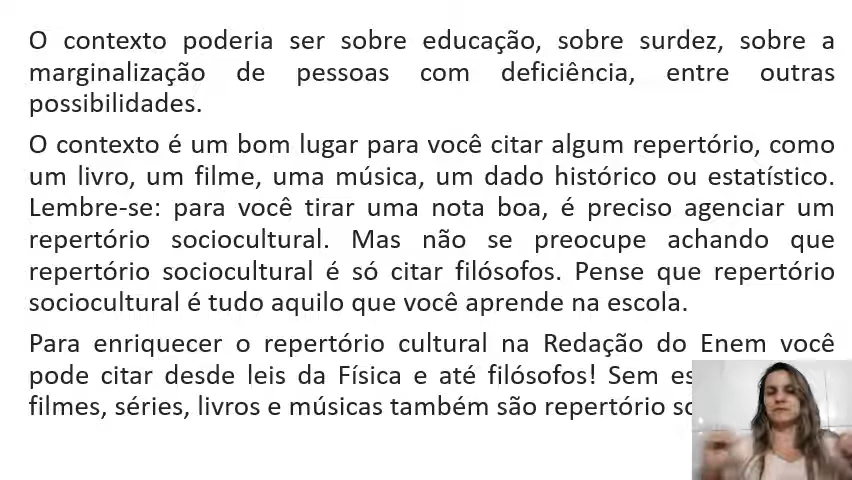 O contexto poderia ser sobre educação, sobre surdez, sobre a
marginalização de pessoas com deficiência, entre outras
possibilidades.
O contexto é um bom lugar para você citar algum repertório, como
um livro, um filme, uma música, um dado histórico ou estatístico.
Lembre-se: para você tirar uma nota boa, é preciso agenciar um
repertório sociocultural. Mas não se preocupe achando que
repertório sociocultural é só citar filósofos. Pense que repertório
sociocultural é tudo aquilo que você aprende na escola.
Para enriquecer o repertório cultural na Redação do Enem você
pode citar desde leis da Física e até filósofos! Sem
filmes, séries, livros e músicas também são repertório